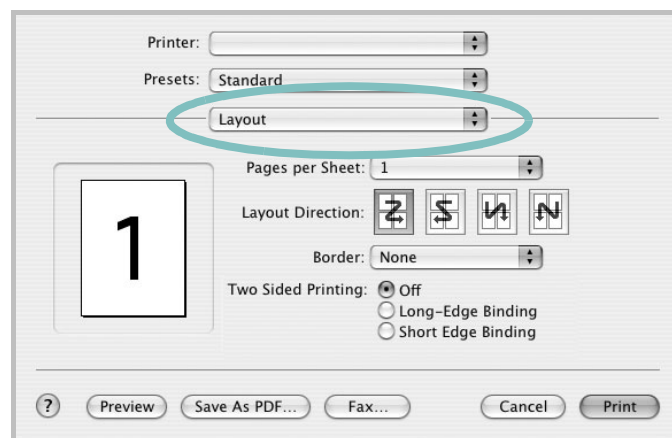 Printer:
Presets: Standard
Layout
Pages per Sheet: 1
1
Layout Direction:
Border: None
Two Sided Printing: Off
Long-Edge Binding
Short Edge Binding
? Preview Save As PDF... Fax... Cancel Print